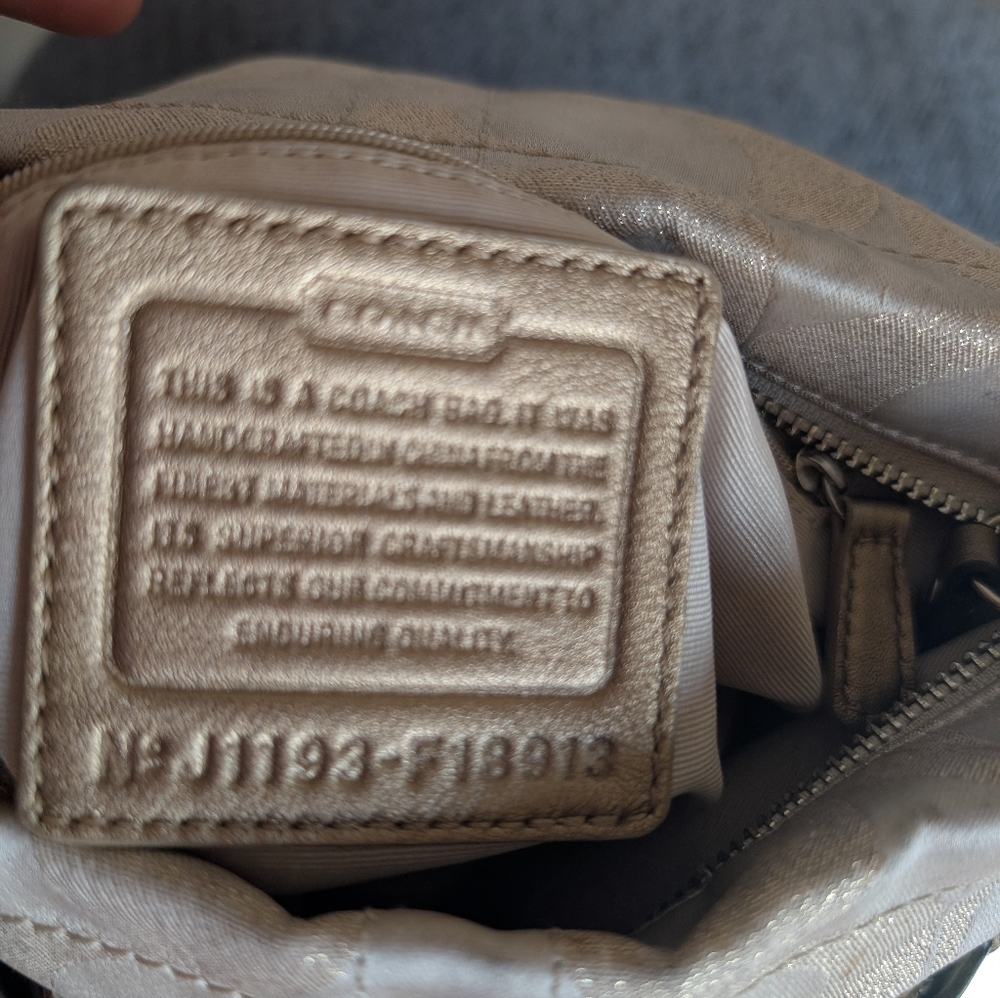 COACH
THIS IS A COACH BAG. IT WAS
HANDCRAFTED IN CHINA FROM THE
FINEST MATERIALS AND LEATHER.
ITS SUPERIOR CRAFTSMANSHIP
REFLECTS OUR COMMITMENT TO
ENDURING QUALITY.
Nº J1193-F18913